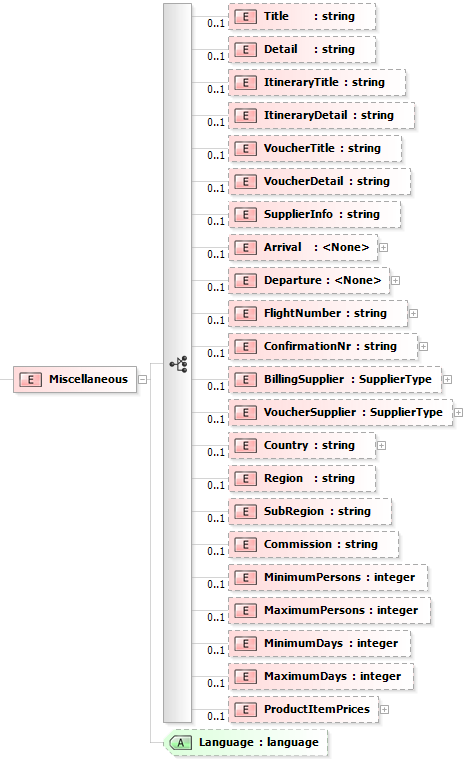 E Title : string
0..1
E Detail : string
0..1
E ItineraryTitle : string
0..1
E ItineraryDetail : string
0..1
E VoucherTitle : string
0..1
E VoucherDetail : string
0..1
E SupplierInfo : string
0..1
E Arrival : <None>
0..1
E Departure : <None>
0..1
E FlightNumber : string
0..1
E ConfirmationNr : string
0..1
E Miscellaneous
E BillingSupplier : SupplierType
0..1
E VoucherSupplier : SupplierType
0..1
E Country : string
0..1
E Region : string
0..1
E SubRegion : string
0..1
E Commission : string
0..1
E MinimumPersons : integer
0..1
E MaximumPersons : integer
0..1
E MinimumDays : integer
0..1
E MaximumDays : integer
0..1
E ProductItemPrices
0..1
A Language : language